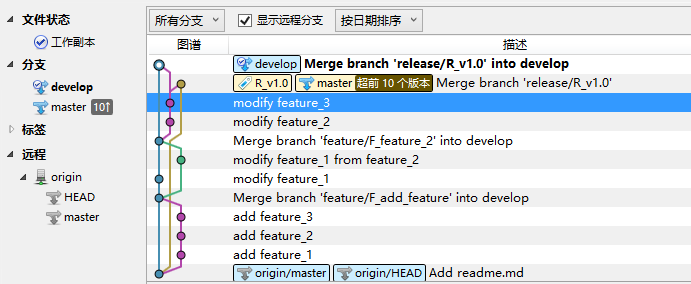 文件状态
工作副本
分支
develop
master 10↑
标签
远程
origin
HEAD
master
所有分支 显示远程分支 按日期排序
图谱 描述
develop Merge branch 'release/R_v1.0' into develop
R_v1.0 master 超前 10 个版本 Merge branch 'release/R_v1.0'
modify feature_3
modify feature_2
Merge branch 'feature/F_feature_2' into develop
modify feature_1 from feature_2
modify feature_1
Merge branch 'feature/F_add_feature' into develop
add feature_3
add feature_2
add feature_1
origin/master origin/HEAD Add readme.md